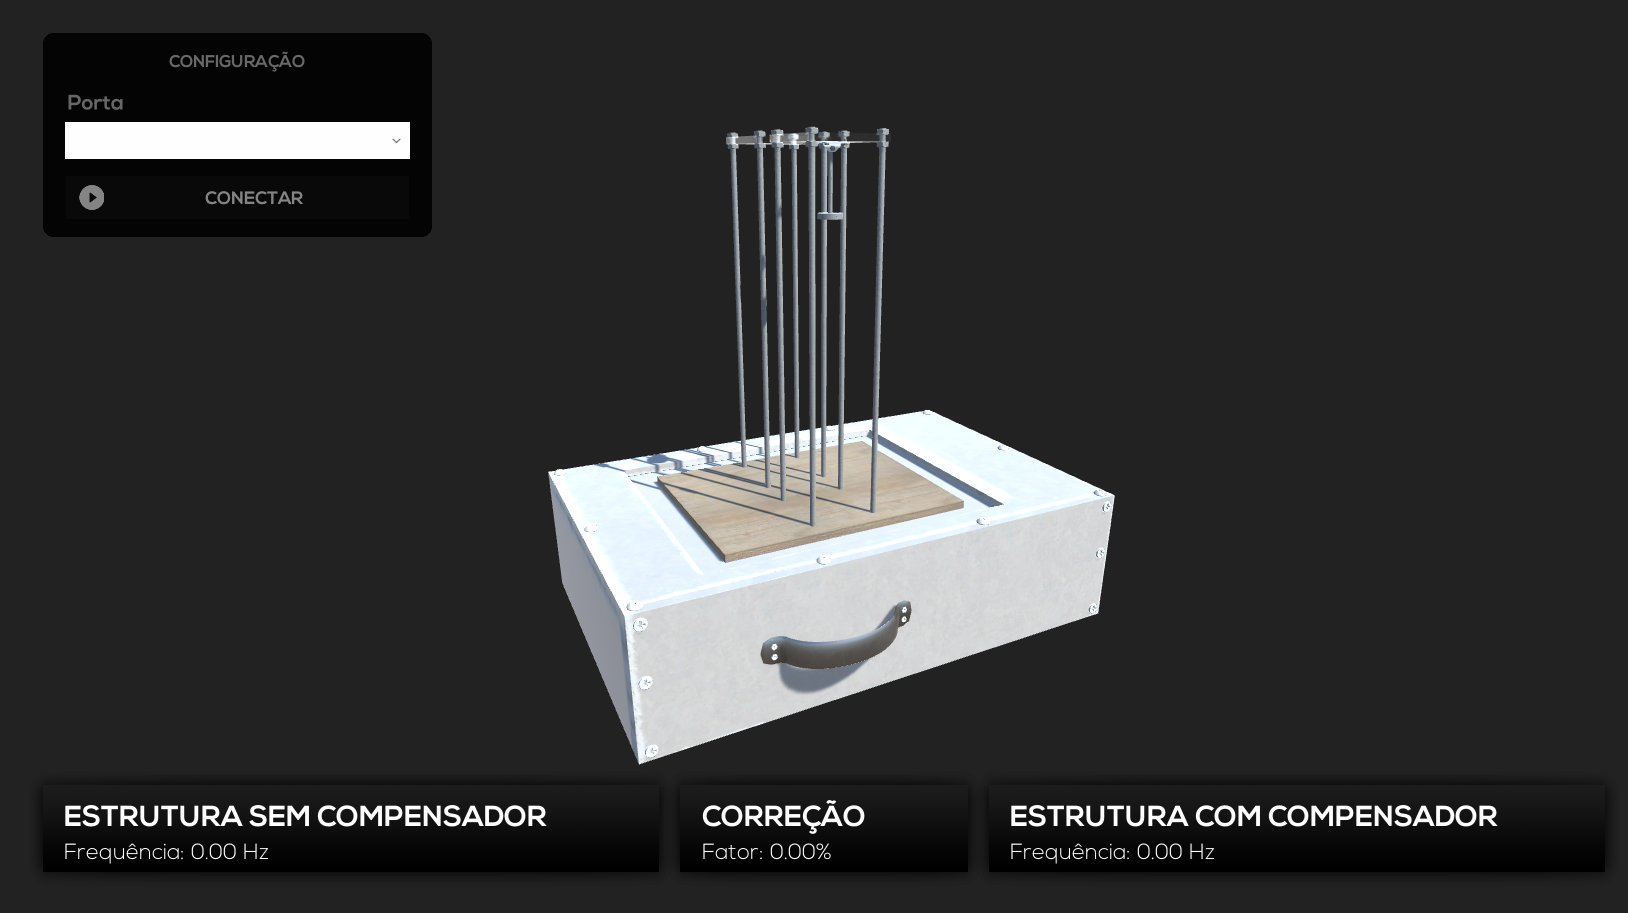 CONFIGURAÇÃO
Porta
CONECTAR
ESTRUTURA SEM COMPENSADOR
Frequência: 0.00 Hz
CORREÇÃO
Fator: 0.00%
ESTRUTURA COM COMPENSADOR
Frequência: 0.00 Hz